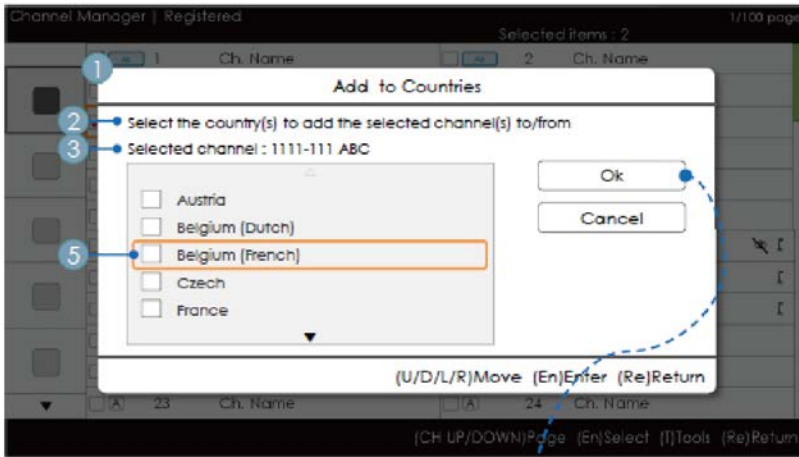 Channel Manager | Registered
1/100 page
Selected items : 2
1 Ch. Name 2 Ch. Name
1
Add to Countries
2
Select the country(s) to add the selected channel(s) to/from
3
Selected channel : 1111-111 ABC
Austria
Belgium (Dutch)
5
Belgium (French)
Czech
France
Ok
Cancel
(U/D/L/R)Move (En)Enter (Re)Return
A 23 Ch. Name A 24 Ch. Name
(CH UP/DOWN)Page (En)Select (T)Tools (Re)Return